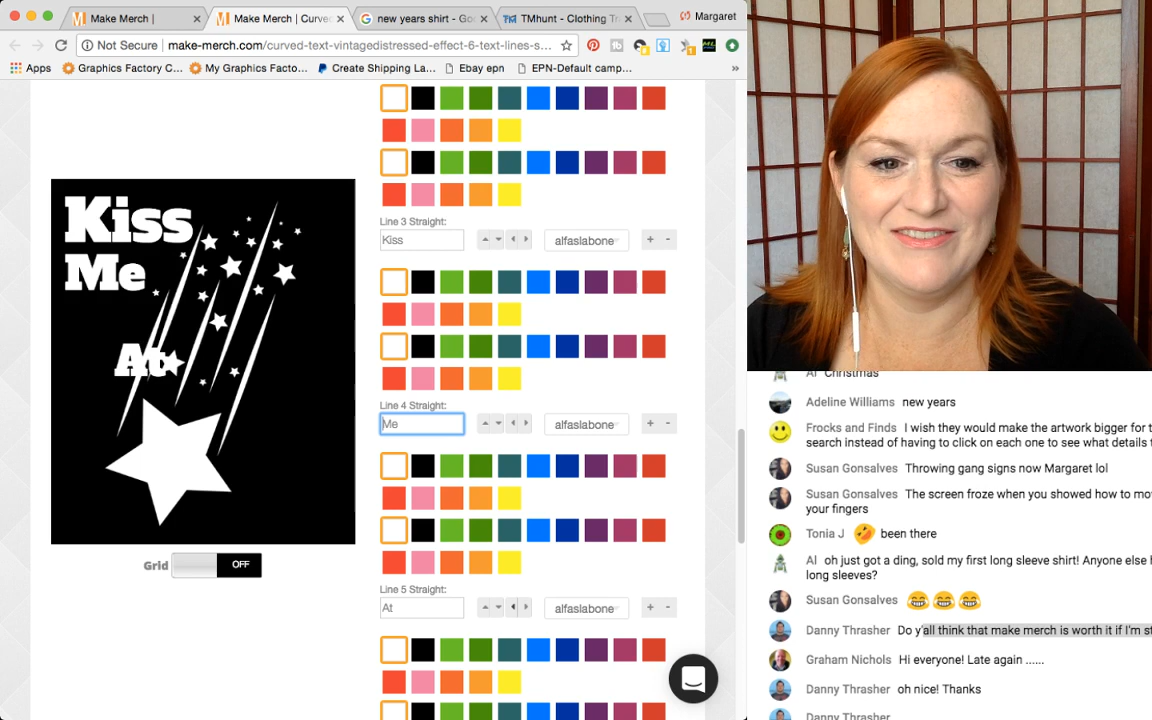 Make Merch |
Make Merch | Curved
new years shirt - Goo
TMhunt - Clothing Tr
Margaret
Not Secure | make-merch.com/curved-text-vintagedistressed-effect-6-text-lines-s...
Apps
Graphics Factory C...
My Graphics Facto...
Create Shipping La...
Ebay epn
EPN-Default camp...
»
Kiss
Me
At
Grid
OFF
Line 3 Straight:
Kiss
alfaslabone
+ -
Line 4 Straight:
Me
alfaslabone
+ -
Line 5 Straight:
At
alfaslabone
+ -
Al Christmas
Adeline Williams new years
Frocks and Finds I wish they would make the artwork bigger for t
search instead of having to click on each one to see what details t
Susan Gonsalves Throwing gang signs now Margaret lol
Susan Gonsalves The screen froze when you showed how to mo
your fingers
Tonia J been there
Al oh just got a ding, sold my first long sleeve shirt! Anyone else h
long sleeves?
Susan Gonsalves
Danny Thrasher Do y'all think that make merch is worth it if I'm st
Graham Nichols Hi everyone! Late again ......
Danny Thrasher oh nice! Thanks
Danny Thrasher